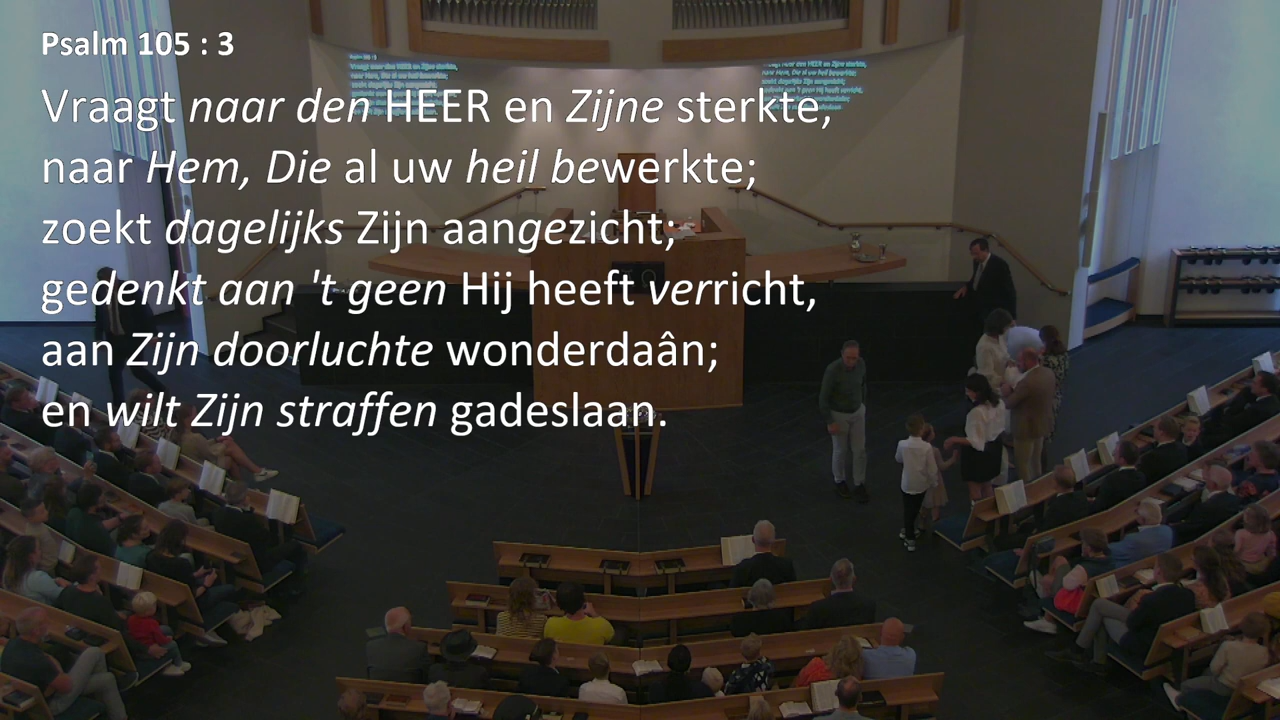 Psalm 105 : 3
Vraagt naar den HEER en Zijne sterkte,
naar Hem, Die al uw heil bewerkte;
zoekt dagelijks Zijn aangezicht;
gedenkt aan 't geen Hij heeft verricht,
aan Zijn doorluchte wonderdaân;
en wilt Zijn straffen gadeslaan.